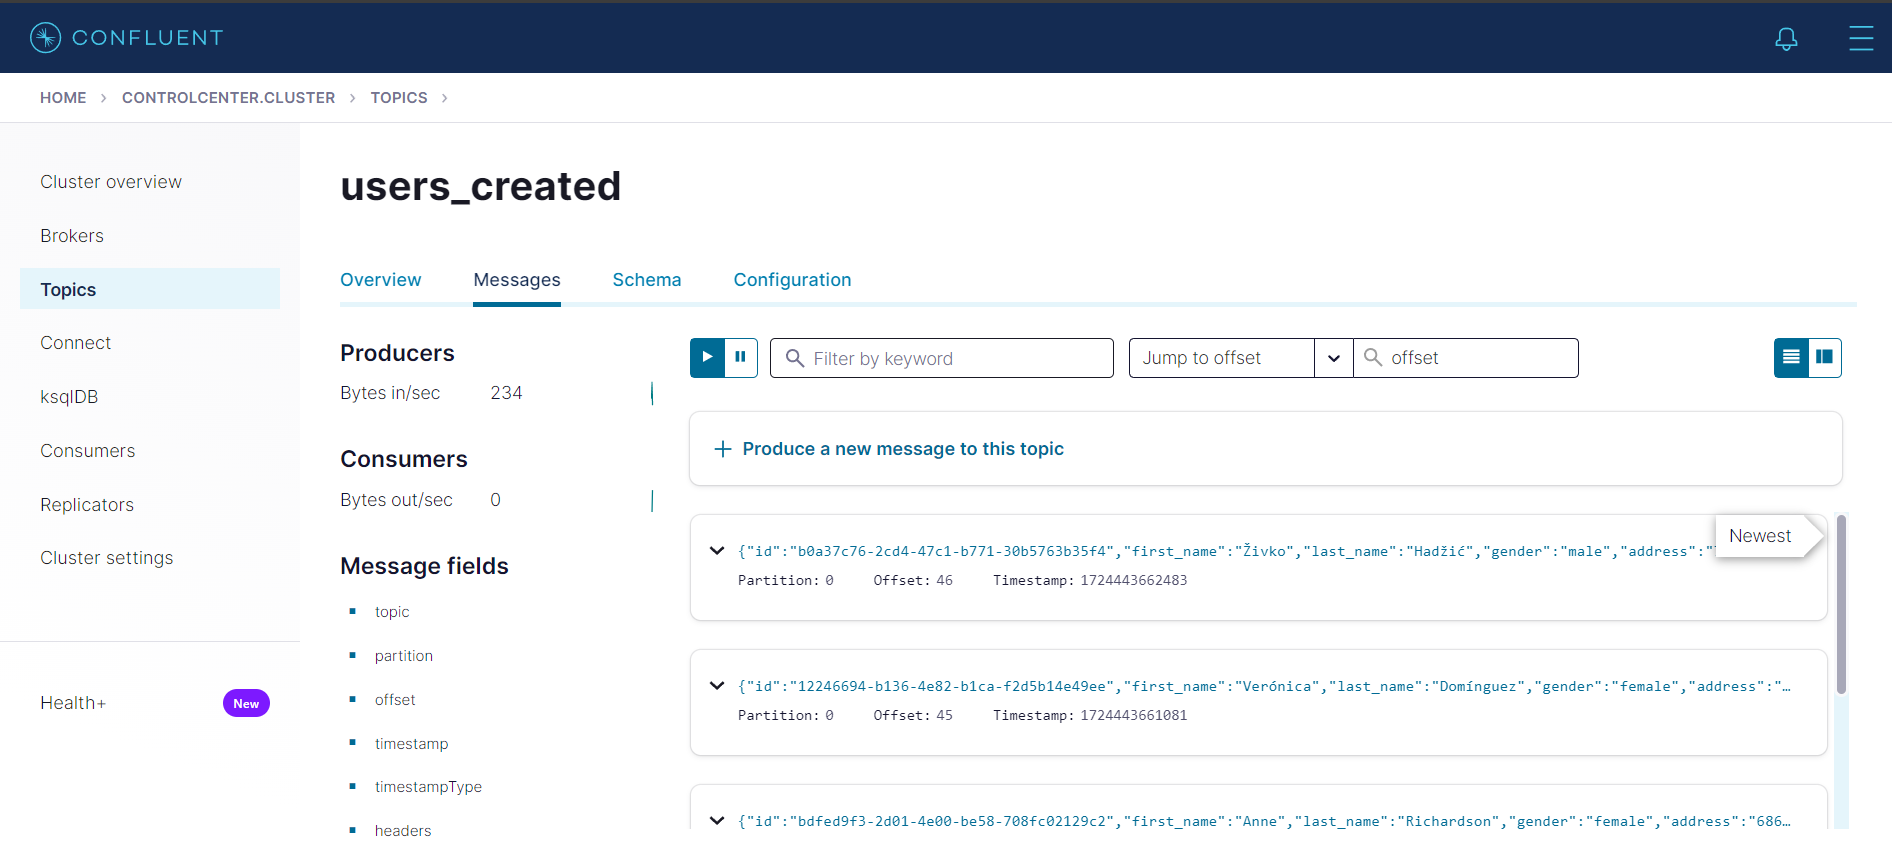 CONFLUENT
HOME > CONTROLCENTER.CLUSTER > TOPICS >
Cluster overview
Brokers
Topics
Connect
ksqlDB
Consumers
Replicators
Cluster settings
Health+ New
users_created
Overview Messages Schema Configuration
Producers
Bytes in/sec 234
Consumers
Bytes out/sec 0
Message fields
topic
partition
offset
timestamp
timestampType
headers
Filter by keyword Jump to offset offset
+ Produce a new message to this topic
Newest
{"id":"b0a37c76-2cd4-47c1-b771-30b5763b35f4","first_name":"Živko","last_name":"Hadžić","gender":"male","address":"
Partition: 0 Offset: 46 Timestamp: 1724443662483
{"id":"12246694-b136-4e82-b1ca-f2d5b14e49ee","first_name":"Verónica","last_name":"Domínguez","gender":"female","address":"…
Partition: 0 Offset: 45 Timestamp: 1724443661081
{"id":"bdfed9f3-2d01-4e00-be58-708fc02129c2","first_name":"Anne","last_name":"Richardson","gender":"female","address":"686…